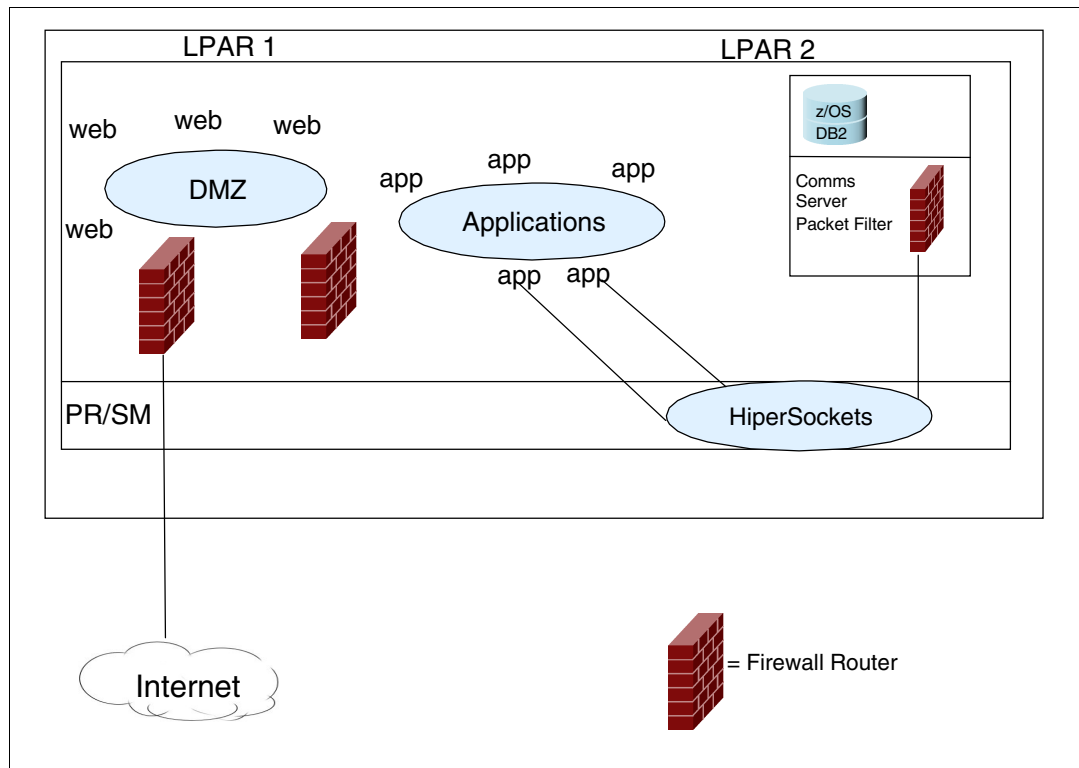 LPAR 1
LPAR 2
web
web
web
web
DMZ
app
app
app
Applications
app
app
z/OS
DB2
Comms
Server
Packet Filter
PR/SM
HiperSockets
Internet
= Firewall Router